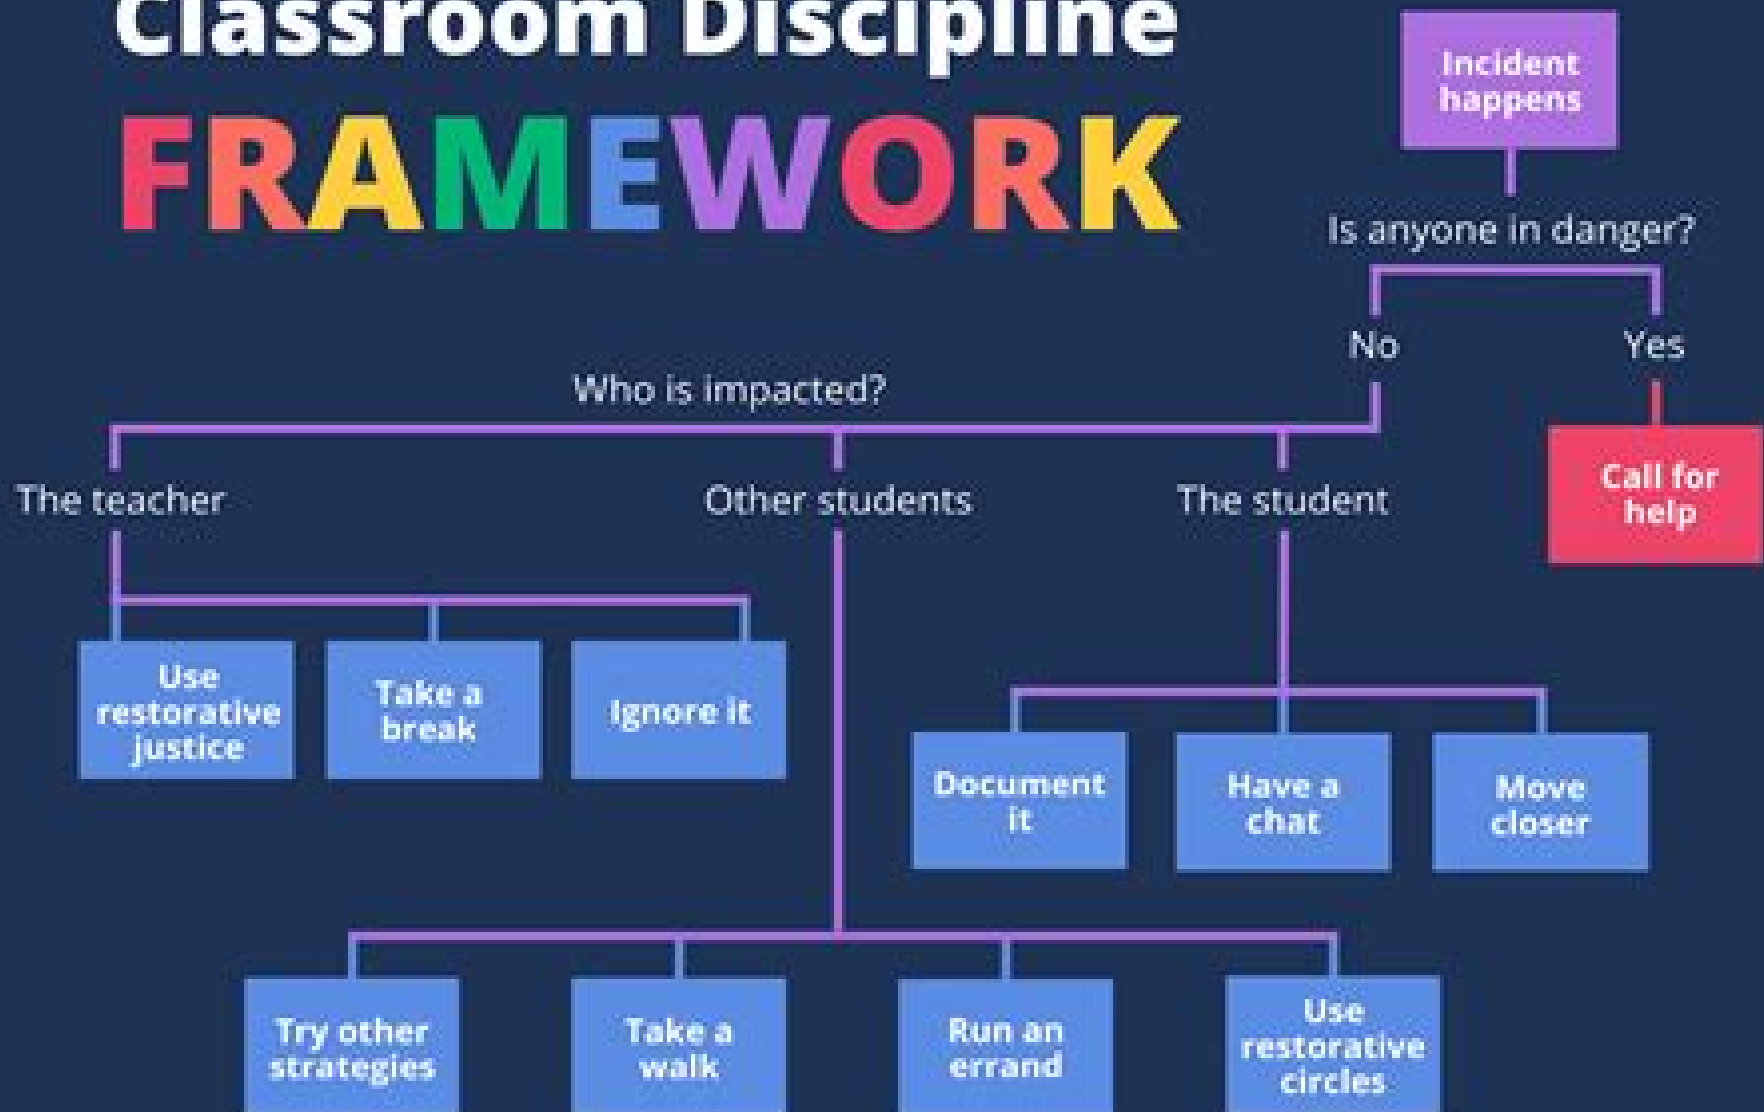 Classroom Discipline
FRAMEWORK
Incident
happens
Is anyone in danger?
No
Yes
Call for
help
Who is impacted?
The teacher
Other students
The student
Use
restorative
justice
Take a
break
Ignore it
Document
it
Have a
chat
Move
closer
Try other
strategies
Take a
walk
Run an
errand
Use
restorative
circles